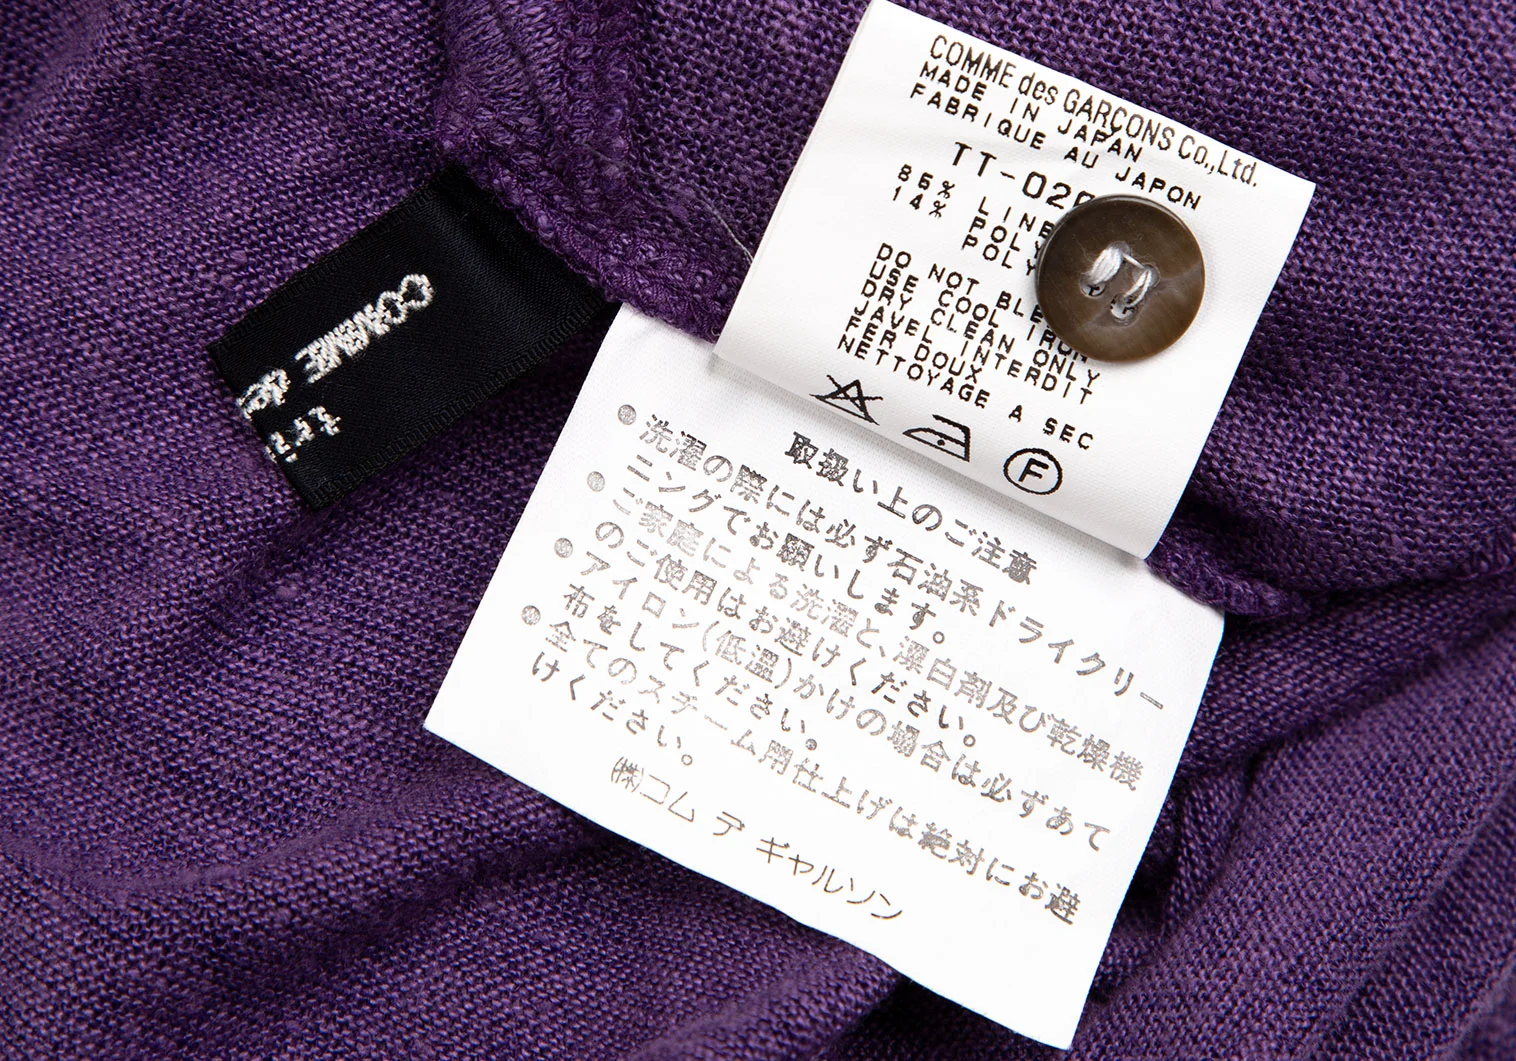 COMME des
tri
COMME des GARÇONS Co.,Ltd.
MADE IN JAPAN
FABRIQUE AU JAPON
TT-020
86% LINE
14% POLY
POLY
DO NOT BLE
USE COOL IRON
DRY CLEAN ONLY
JAVEL INTERDIT
FER DOUX
NETTOYAGE A SEC
F
取扱い上のご注意
●洗濯の際には必ず石油系ドライクリー
ニングでお願いします。
●ご家庭による洗濯と、漂白剤及び乾燥機
のご使用はお避けください。
●アイロン(低温)かけの場合は必ずあて
布をしてください。
●全てのスチーム用仕上げは絶対にお避
けください。
㈱コム デ ギャルソン